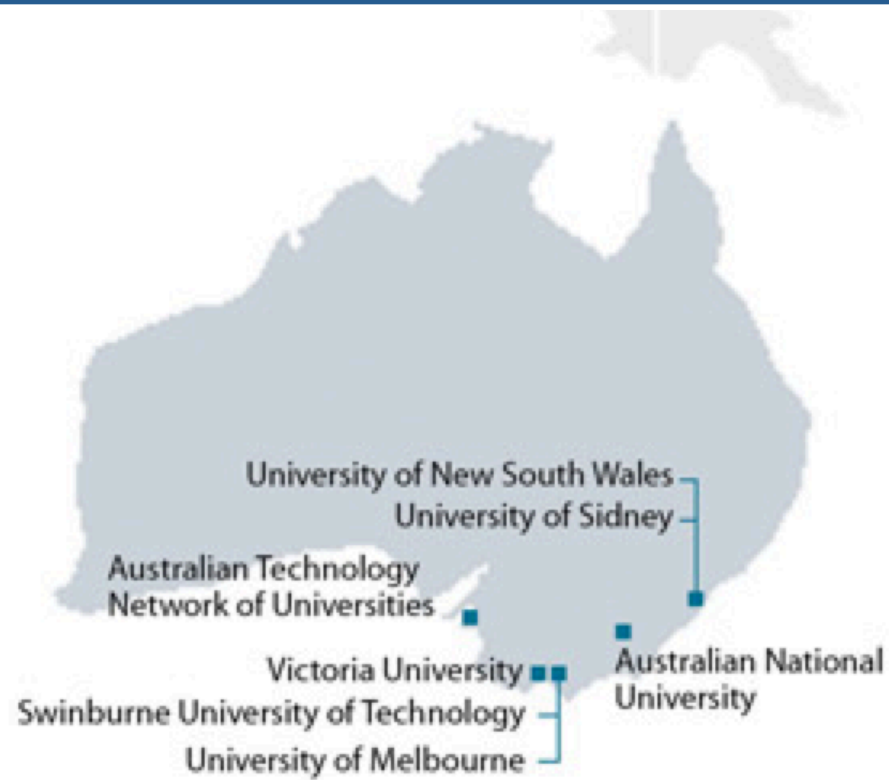 University of New South Wales
University of Sidney
Australian Technology
Network of Universities
Victoria University
Australian National
University
Swinburne University of Technology
University of Melbourne